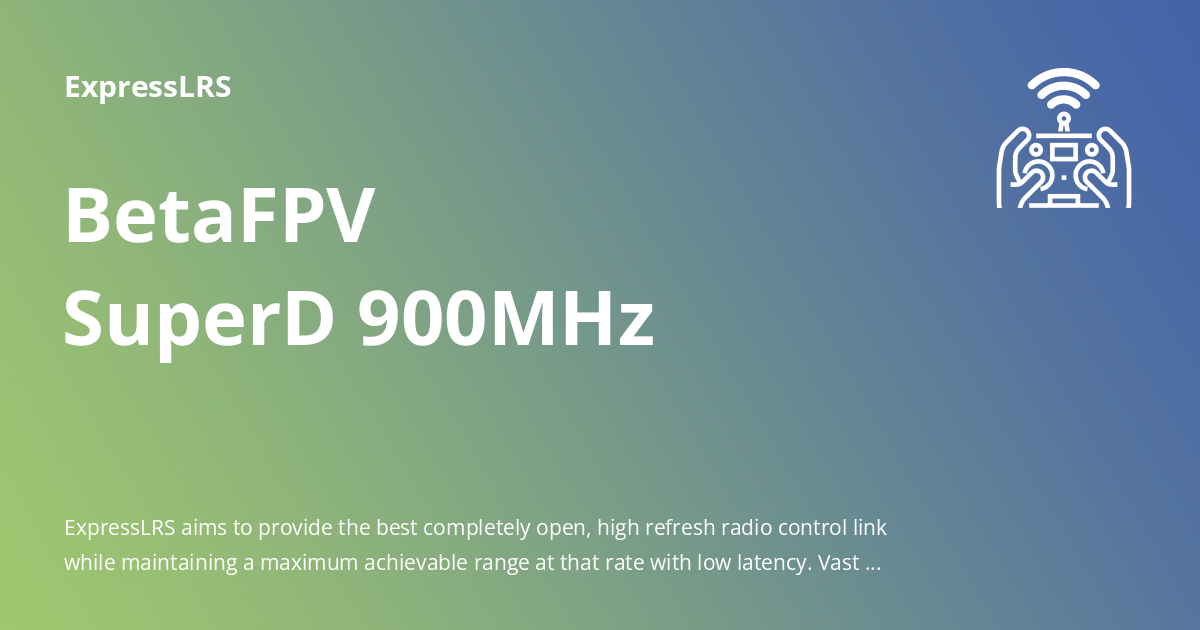 ExpressLRS
BetaFPV
SuperD 900MHz
ExpressLRS aims to provide the best completely open, high refresh radio control link
while maintaining a maximum achievable range at that rate with low latency. Vast ...